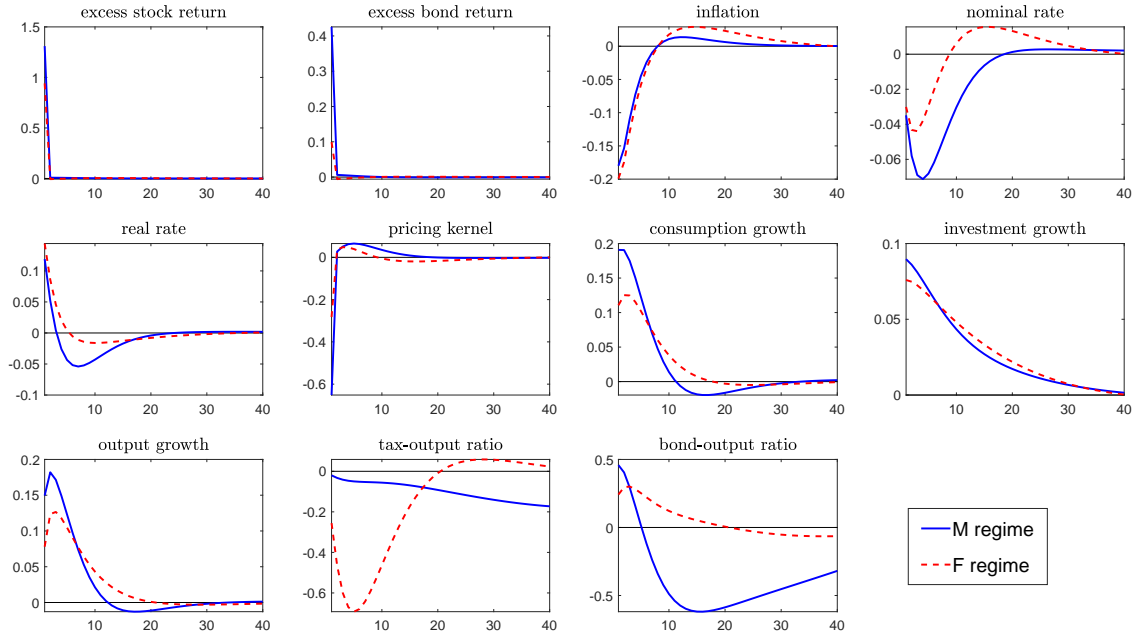 excess stock return
1.5
1
0.5
0
10 20 30 40
excess bond return
0.4
0.3
0.2
0.1
0
10 20 30 40
inflation
0
-0.05
-0.1
-0.15
-0.2
10 20 30 40
nominal rate
0
-0.02
-0.04
-0.06
10 20 30 40
real rate
0.1
0.05
0
-0.05
-0.1
10 20 30 40
pricing kernel
0
-0.2
-0.4
-0.6
10 20 30 40
consumption growth
0.2
0.15
0.1
0.05
0
10 20 30 40
investment growth
0.1
0.05
0
10 20 30 40
output growth
0.2
0.15
0.1
0.05
0
10 20 30 40
tax-output ratio
0
-0.2
-0.4
-0.6
10 20 30 40
bond-output ratio
0.5
0
-0.5
10 20 30 40
M regime
F regime